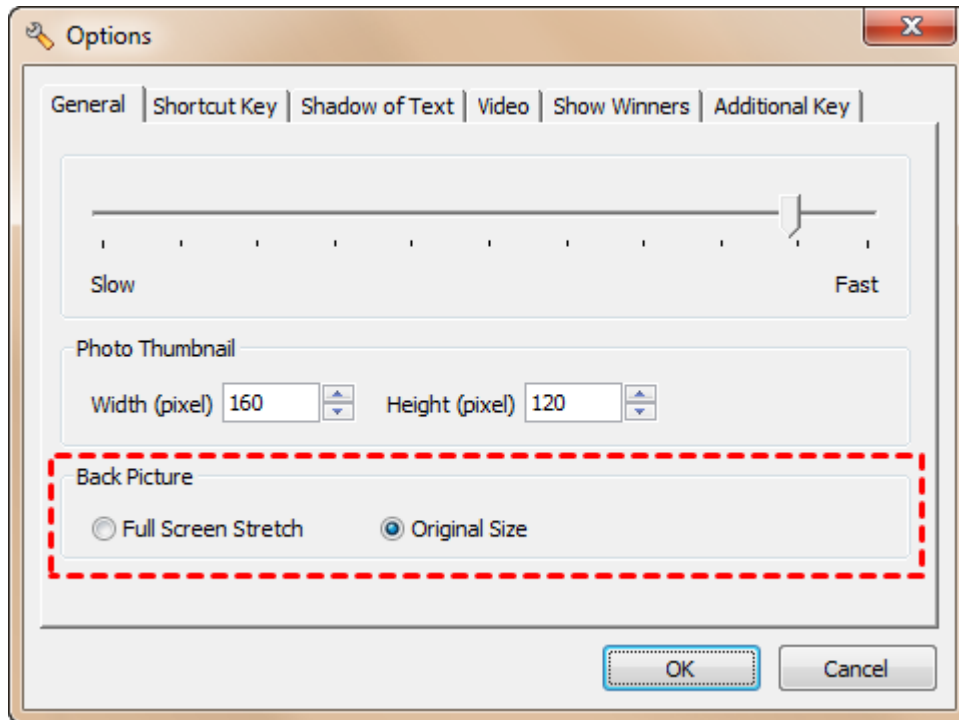 Options
General Shortcut Key Shadow of Text Video Show Winners Additional Key
Slow Fast
Photo Thumbnail
Width (pixel) 160 Height (pixel) 120
Back Picture
Full Screen Stretch Original Size
OK Cancel